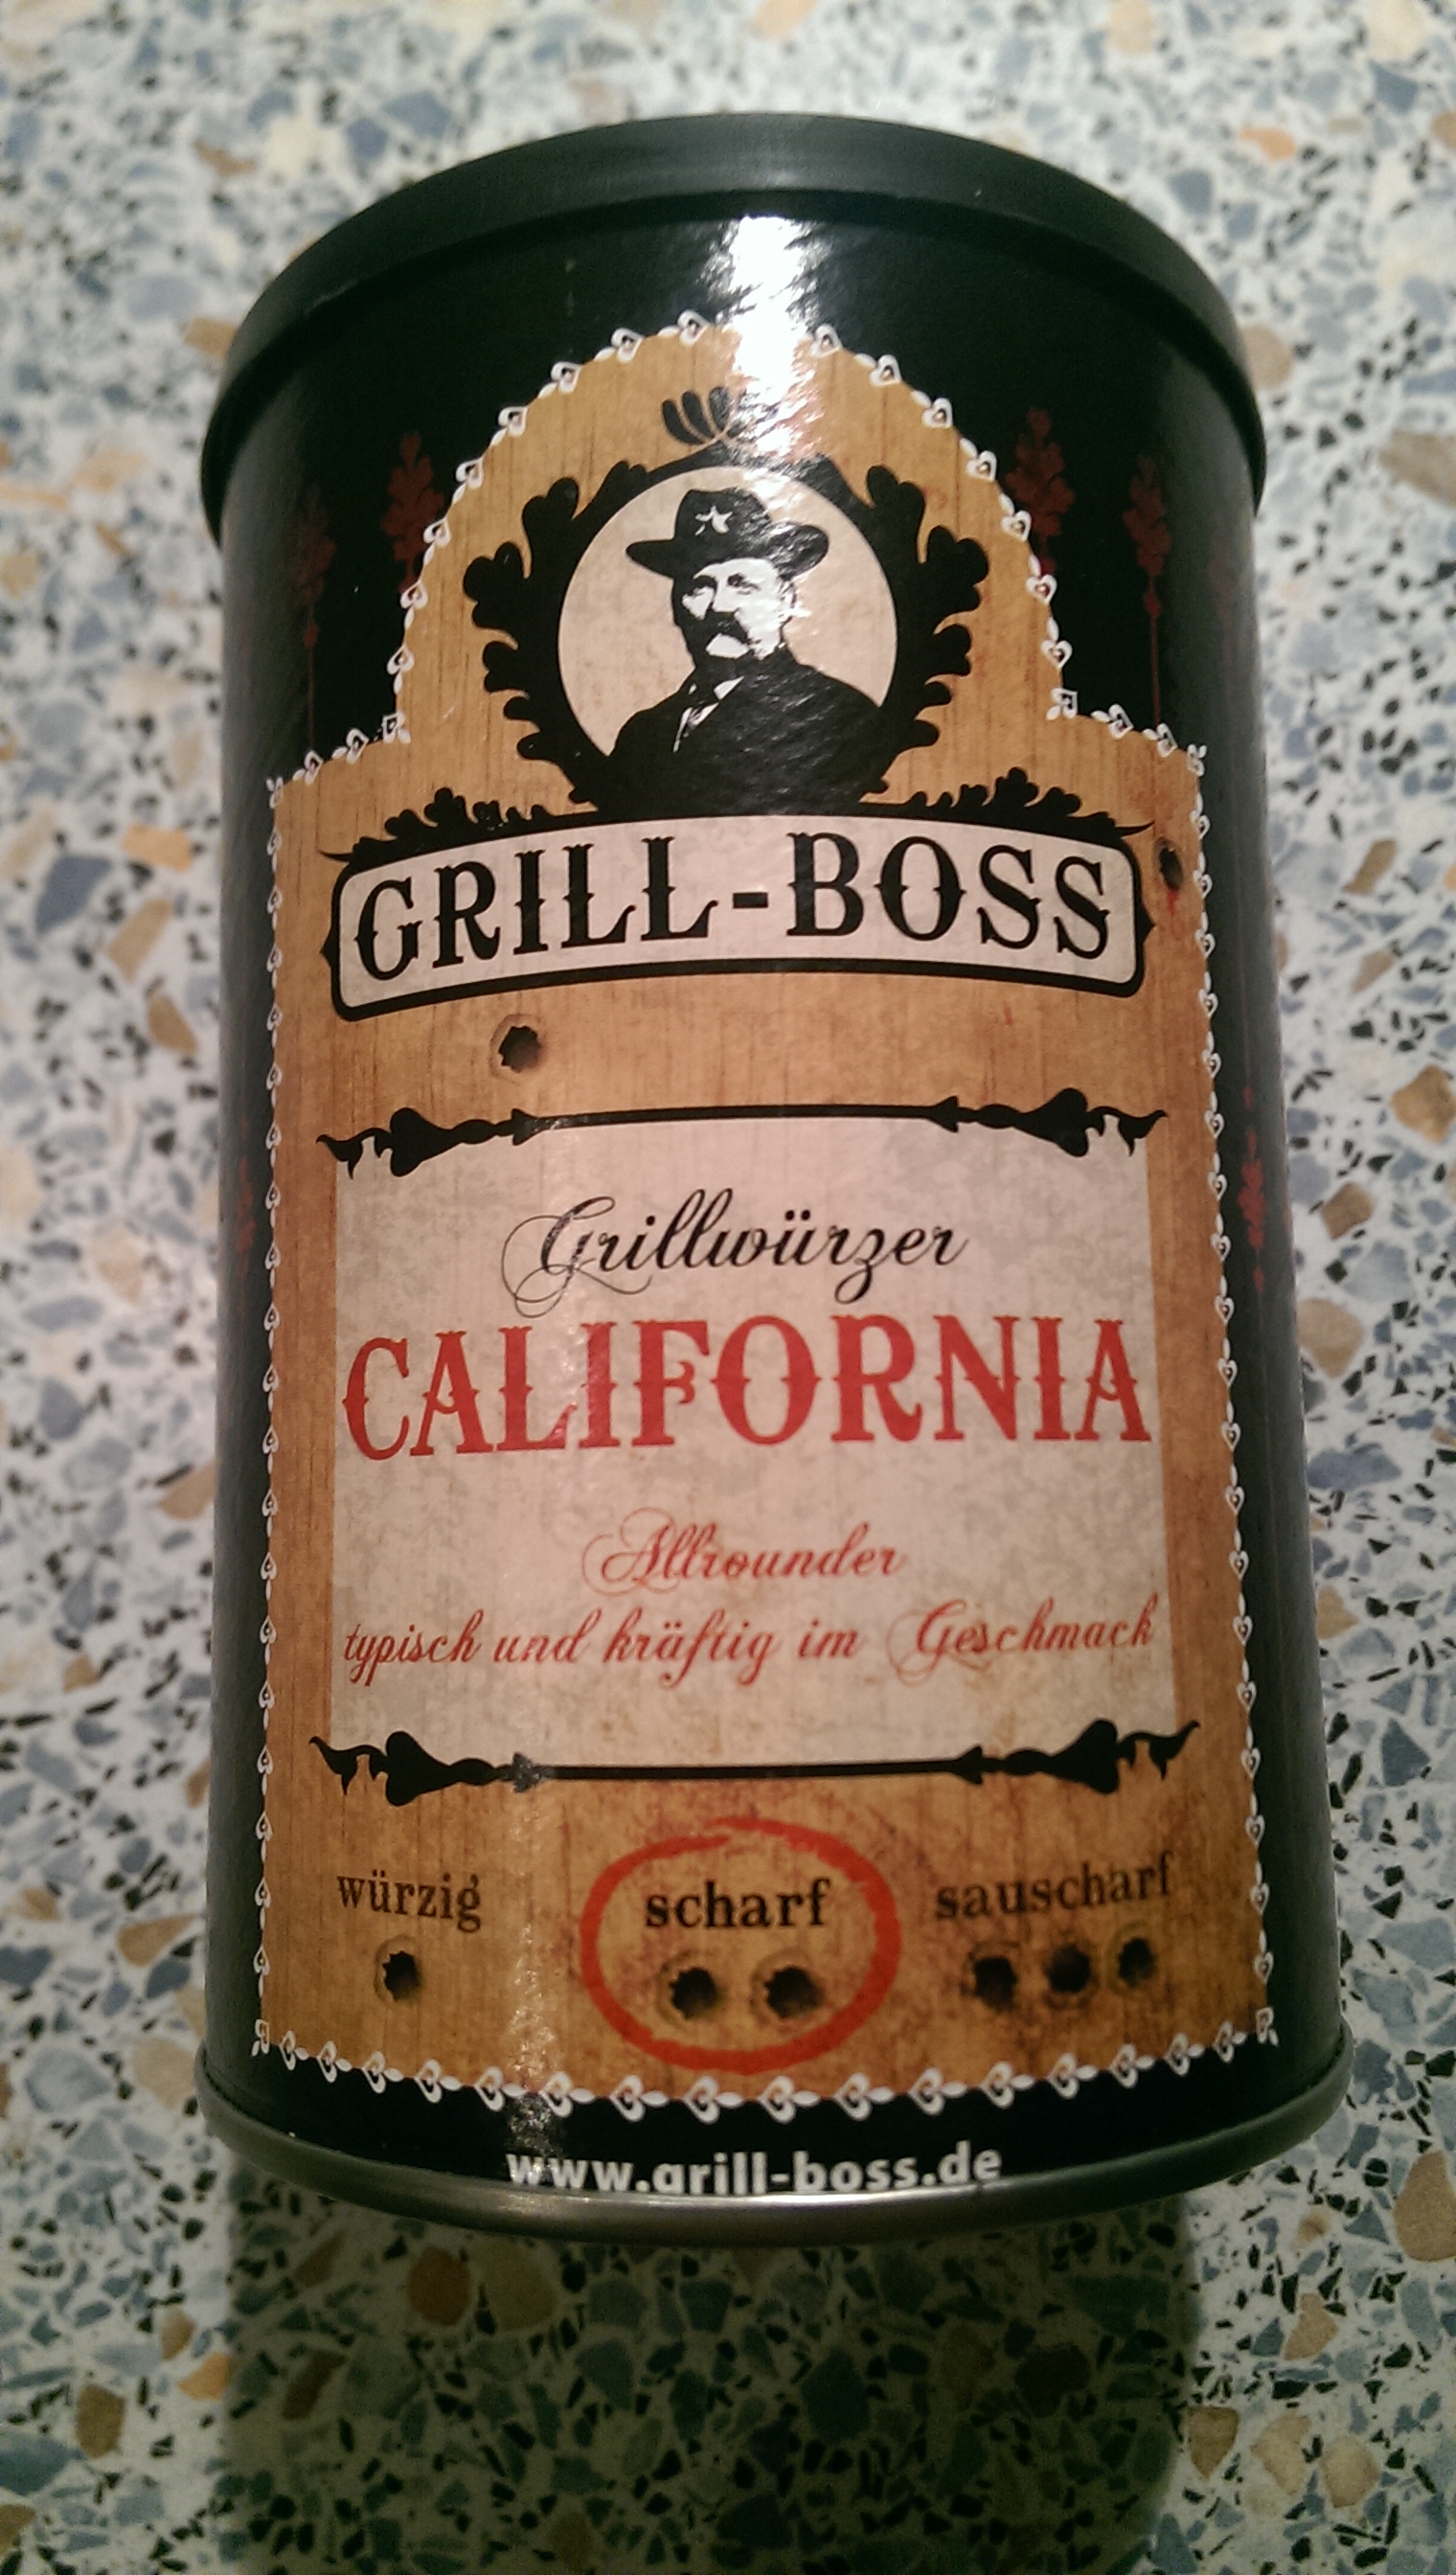 GRILL-BOSS
Grillwürzer
CALIFORNIA
Allrounder
typisch und kräftig im Geschmack
würzig scharf sauscharf
www.grill-boss.de